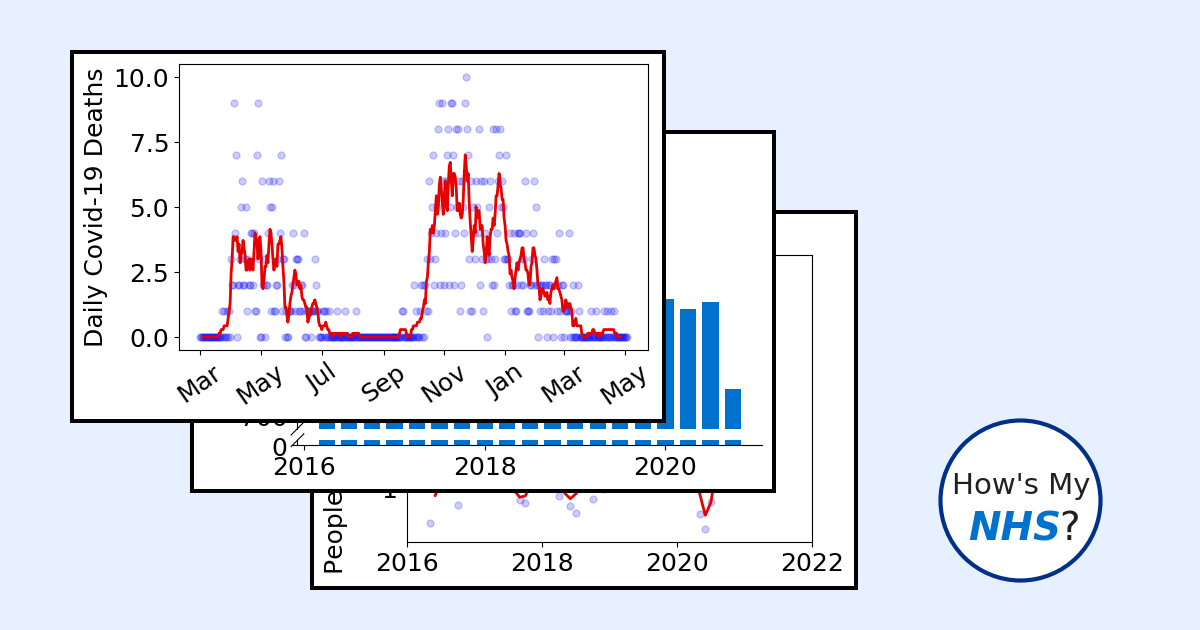 Daily Covid-19 Deaths
10.0
7.5
5.0
2.5
0.0
Mar May Jul Sep Nov Jan Mar May
0
2016 2018 2020
People
2016 2018 2020 2022
How's My
NHS?